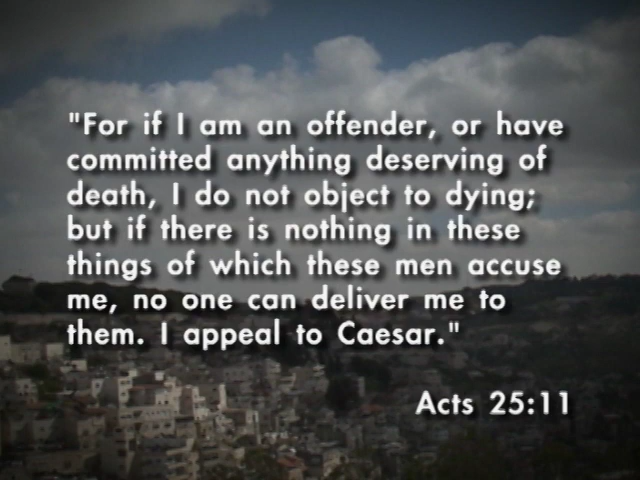 "For if I am an offender, or have
committed anything deserving of
death, I do not object to dying;
but if there is nothing in these
things of which these men accuse
me, no one can deliver me to
them. I appeal to Caesar."
Acts 25:11